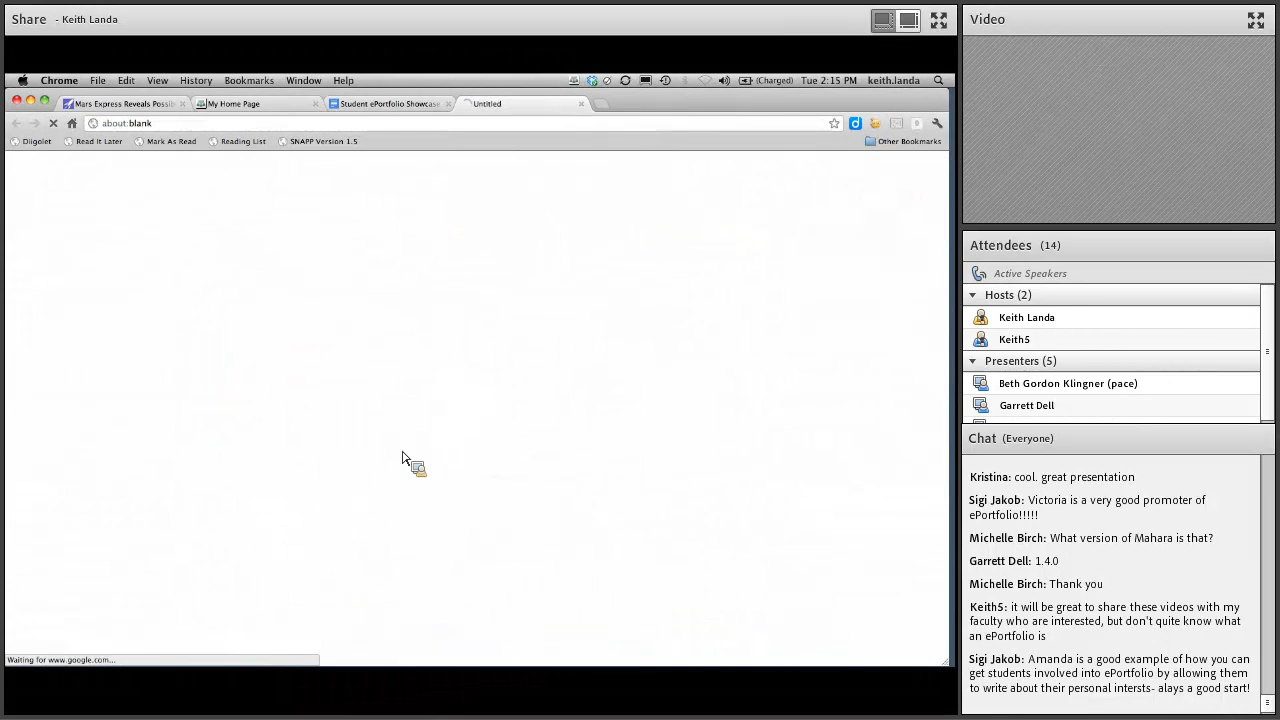 Share - Keith Landa
Chrome File Edit View History Bookmarks Window Help (Charged) Tue 2:15 PM keith.landa
Mars Express Reveals Possib My Home Page Student ePortfolio Showcase Untitled
about:blank
Diigolet Read It Later Mark As Read Reading List SNAPP Version 1.5 Other Bookmarks
Waiting for www.google.com...
Video
Attendees (14)
Active Speakers
Hosts (2)
Keith Landa
Keith5
Presenters (5)
Beth Gordon Klingner (pace)
Garrett Dell
Chat (Everyone)
Kristina: cool. great presentation
Sigi Jakob: Victoria is a very good promoter of
ePortfolio!!!!!
Michelle Birch: What version of Mahara is that?
Garrett Dell: 1.4.0
Michelle Birch: Thank you
Keith5: it will be great to share these videos with my
faculty who are interested, but don't quite know what
an ePortfolio is
Sigi Jakob: Amanda is a good example of how you can
get students involved into ePortfolio by allowing them
to write about their personal intersts- alays a good start!